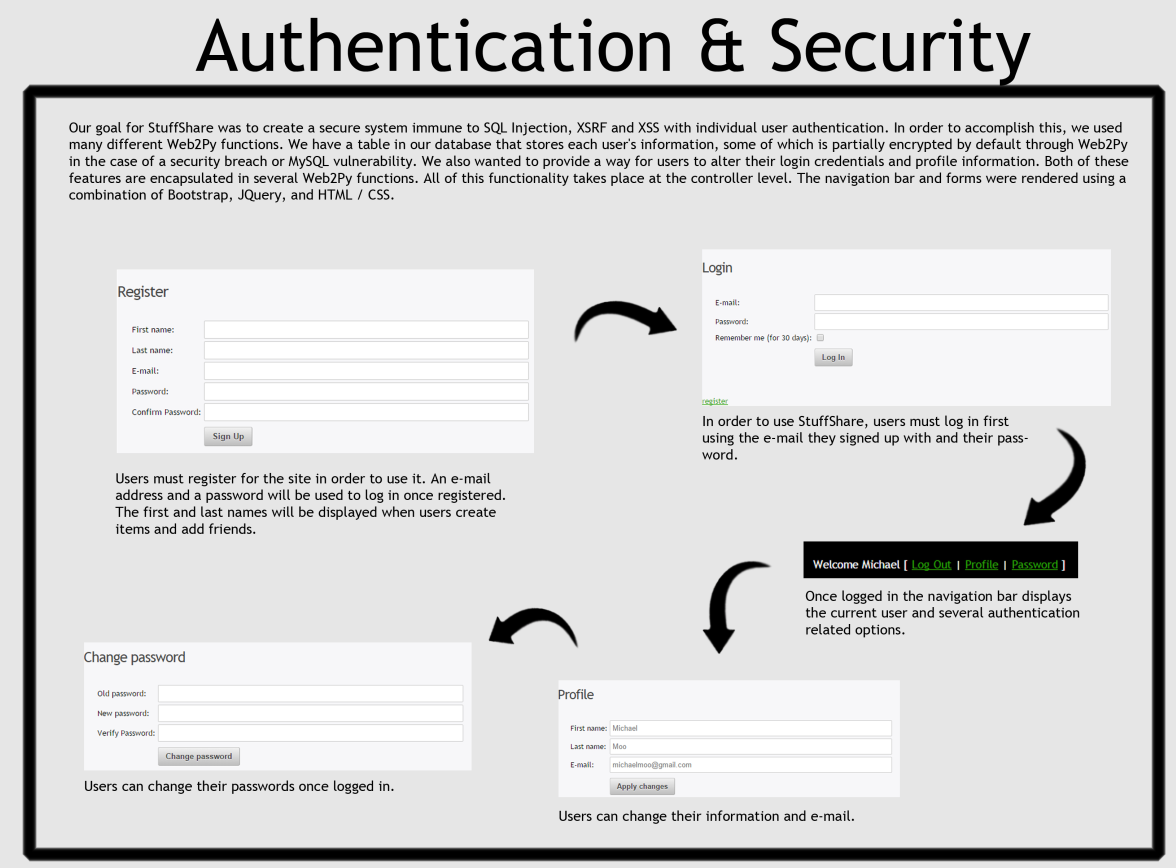 Authentication & Security
Our goal for StuffShare was to create a secure system immune to SQL Injection, XSRF and XSS with individual user authentication. In order to accomplish this, we used
many different Web2Py functions. We have a table in our database that stores each user's information, some of which is partially encrypted by default through Web2Py
in the case of a security breach or MySQL vulnerability. We also wanted to provide a way for users to alter their login credentials and profile information. Both of these
features are encapsulated in several Web2Py functions. All of this functionality takes place at the controller level. The navigation bar and forms were rendered using a
combination of Bootstrap, JQuery, and HTML / CSS.
Register
First name:
Last name:
E-mail:
Password:
Confirm Password:
Sign Up
Users must register for the site in order to use it. An e-mail
address and a password will be used to log in once registered.
The first and last names will be displayed when users create
items and add friends.
Login
E-mail:
Password:
Remember me (for 30 days):
Log In
register
In order to use StuffShare, users must log in first
using the e-mail they signed up with and their pass-
word.
Welcome Michael [ Log Out | Profile | Password ]
Once logged in the navigation bar displays
the current user and several authentication
related options.
Profile
First name: Michael
Last name: Moo
E-mail: michaelmoo@gmail.com
Apply changes
Users can change their information and e-mail.
Change password
Old password:
New password:
Verify Password:
Change password
Users can change their passwords once logged in.